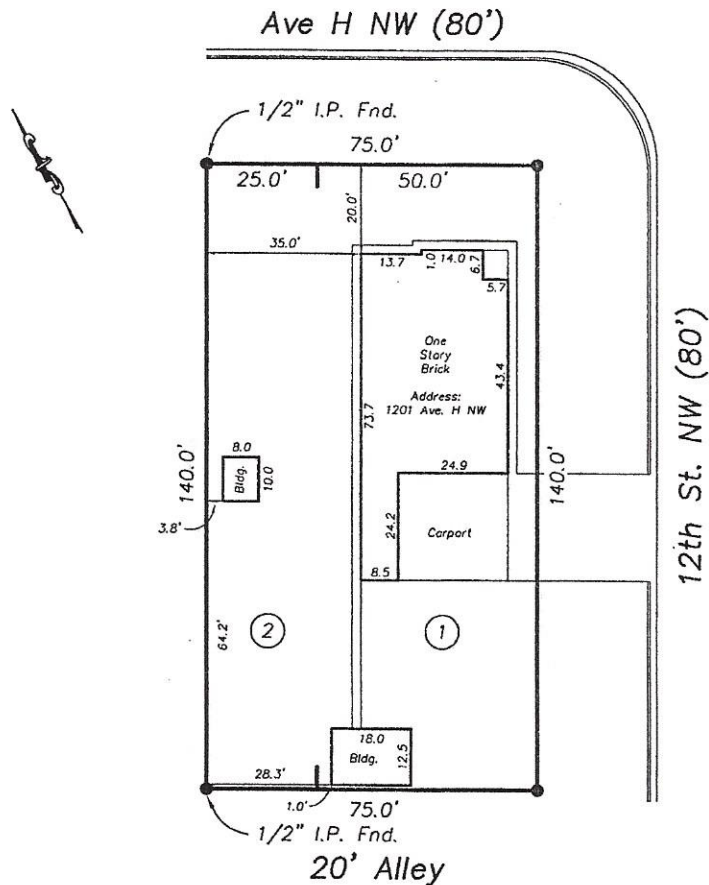 Ave H NW (80')
1/2" I.P. Fnd.
75.0'
25.0'
50.0'
20.0'
35.0'
13.7
1.0
14.0
6.7
5.7
One
Story
Brick
Address:
1201 Ave. H NW
43.4
73.7
12th St. NW (80')
8.0
Bldg.
10.0
140.0'
3.8'
24.9
140.0'
24.2
Carport
8.5
64.2'
2
1
18.0
Bldg.
12.5
28.3'
1.0'
75.0'
1/2" I.P. Fnd.
20' Alley